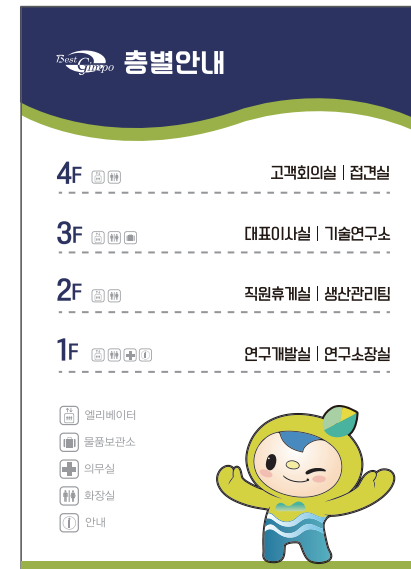 Best Gimpo 층별안내
4F 고객회의실 | 접견실
3F 대표이사실 | 기술연구소
2F 직원휴게실 | 생산관리팀
1F 연구개발실 | 연구소장실
엘리베이터
물품보관소
의무실
화장실
안내